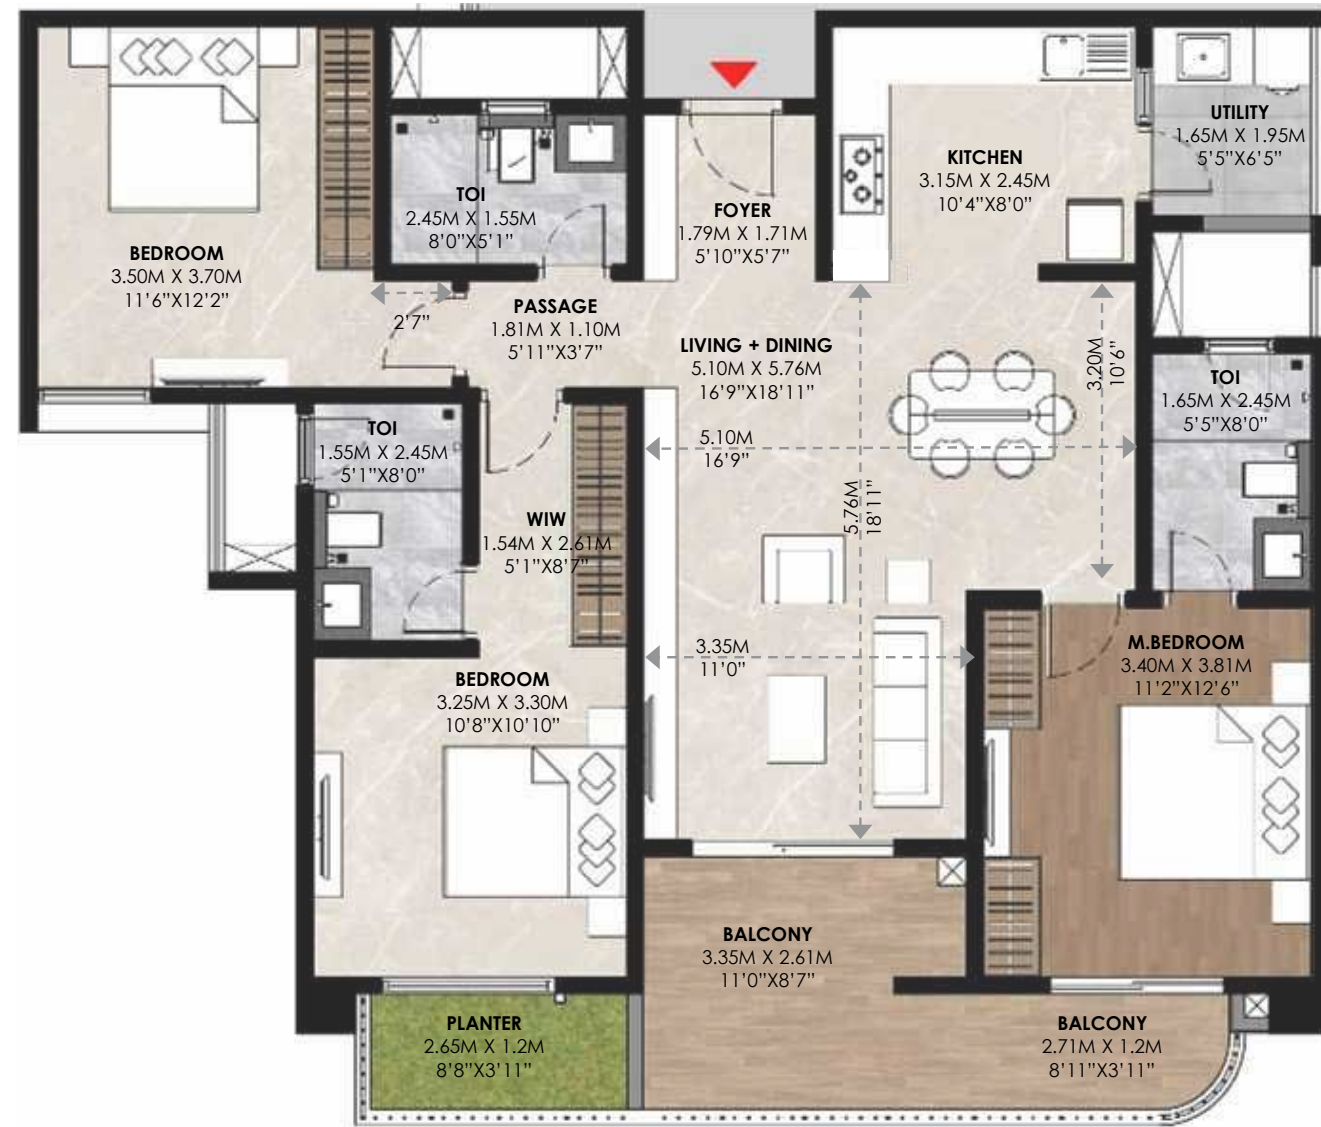 UTILITY
1.65M X 1.95M
5'5"X6'5"
KITCHEN
3.15M X 2.45M
10'4"X8'0"
TOI
2.45M X 1.55M
8'0"X5'1"
FOYER
1.79M X 1.71M
5'10"X5'7"
BEDROOM
3.50M X 3.70M
11'6"X12'2"
2'7"
PASSAGE
1.81M X 1.10M
5'11"X3'7"
LIVING + DINING
5.10M X 5.76M
16'9"X18'11"
3.20M
10'6"
TOI
1.65M X 2.45M
5'5"X8'0"
TOI
1.55M X 2.45M
5'1"X8'0"
5.10M
16'9"
5.76M
18'11"
WIW
1.54M X 2.61M
5'1"X8'7"
3.35M
11'0"
M.BEDROOM
3.40M X 3.81M
11'2"X12'6"
BEDROOM
3.25M X 3.30M
10'8"X10'10"
BALCONY
3.35M X 2.61M
11'0"X8'7"
PLANTER
2.65M X 1.2M
8'8"X3'11"
BALCONY
2.71M X 1.2M
8'11"X3'11"